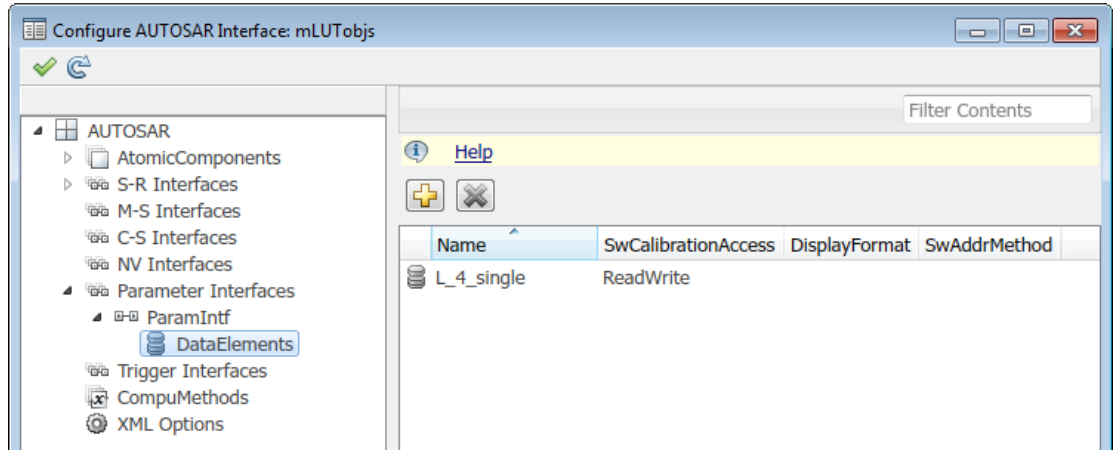 Configure AUTOSAR Interface: mLUTobjs
Filter Contents
AUTOSAR
AtomicComponents
S-R Interfaces
M-S Interfaces
C-S Interfaces
NV Interfaces
Parameter Interfaces
ParamIntf
DataElements
Trigger Interfaces
CompuMethods
XML Options
Help
Name SwCalibrationAccess DisplayFormat SwAddrMethod
L_4_single ReadWrite